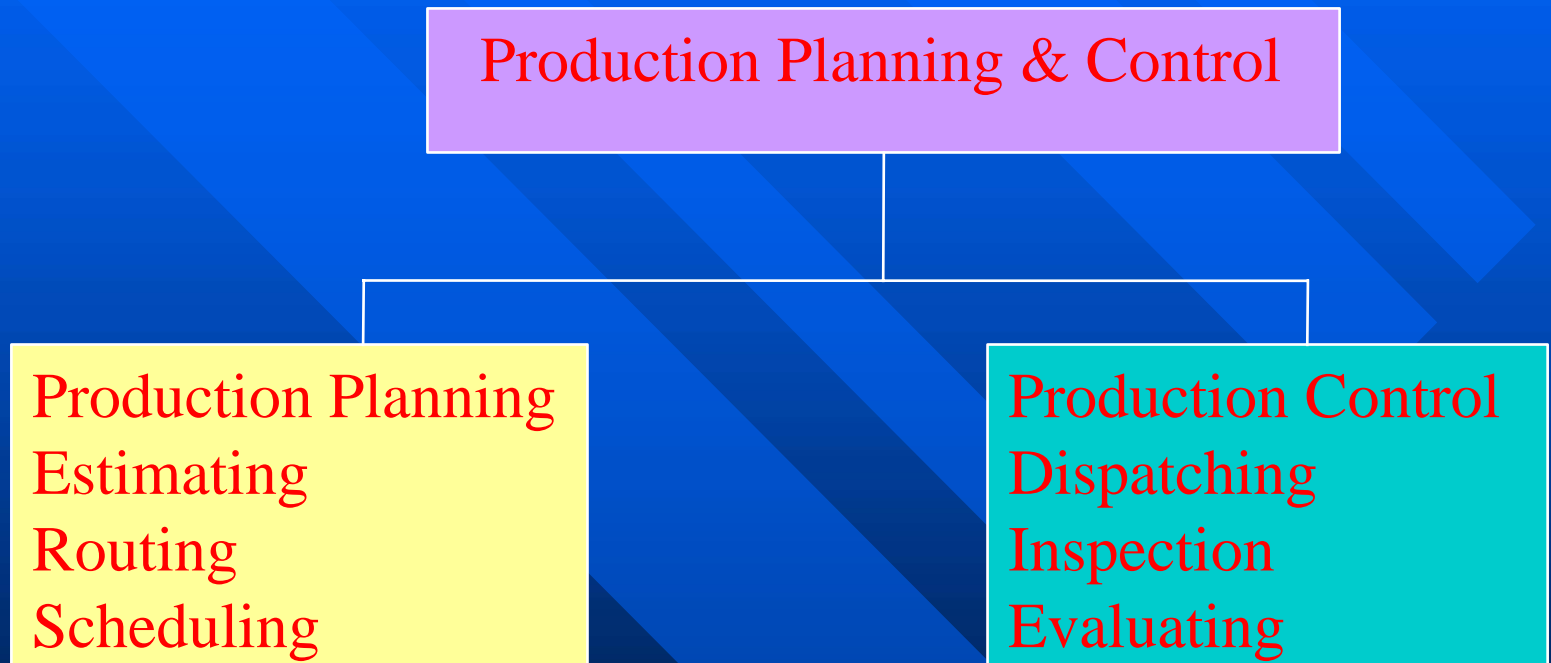 Production Planning & Control
Production Planning
Estimating
Routing
Scheduling
Production Control
Dispatching
Inspection
Evaluating